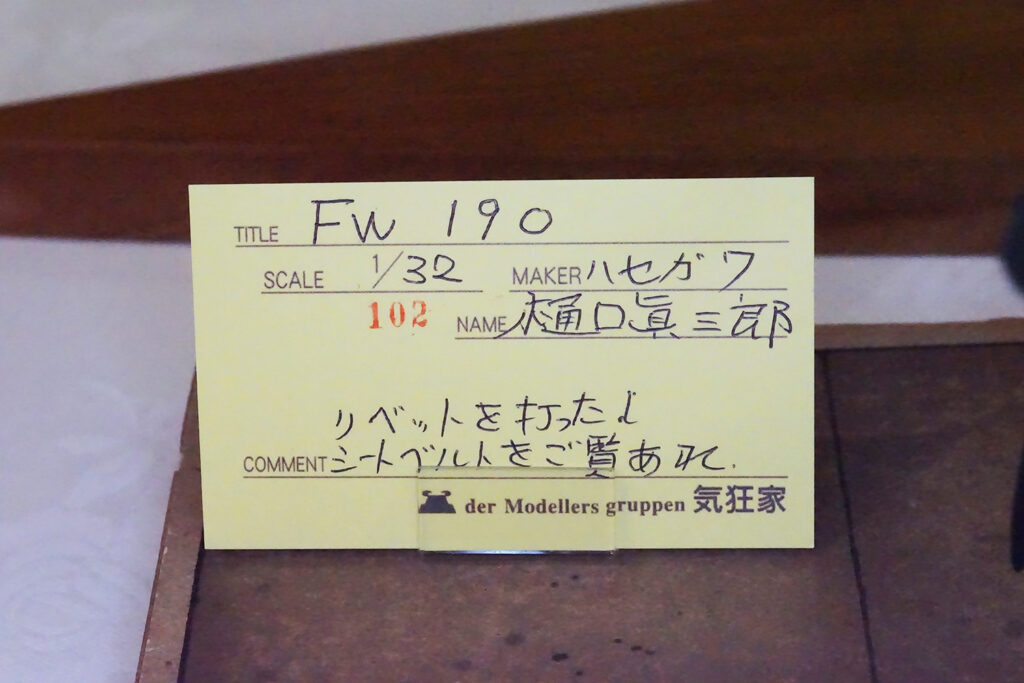 TITLE FW 190
SCALE 1/32 MAKER ハセガワ
102 NAME 樋口眞三郎
リベットを打ったよ
COMMENT シートベルトをご覧あれ.
der Modellers gruppen 気狂家